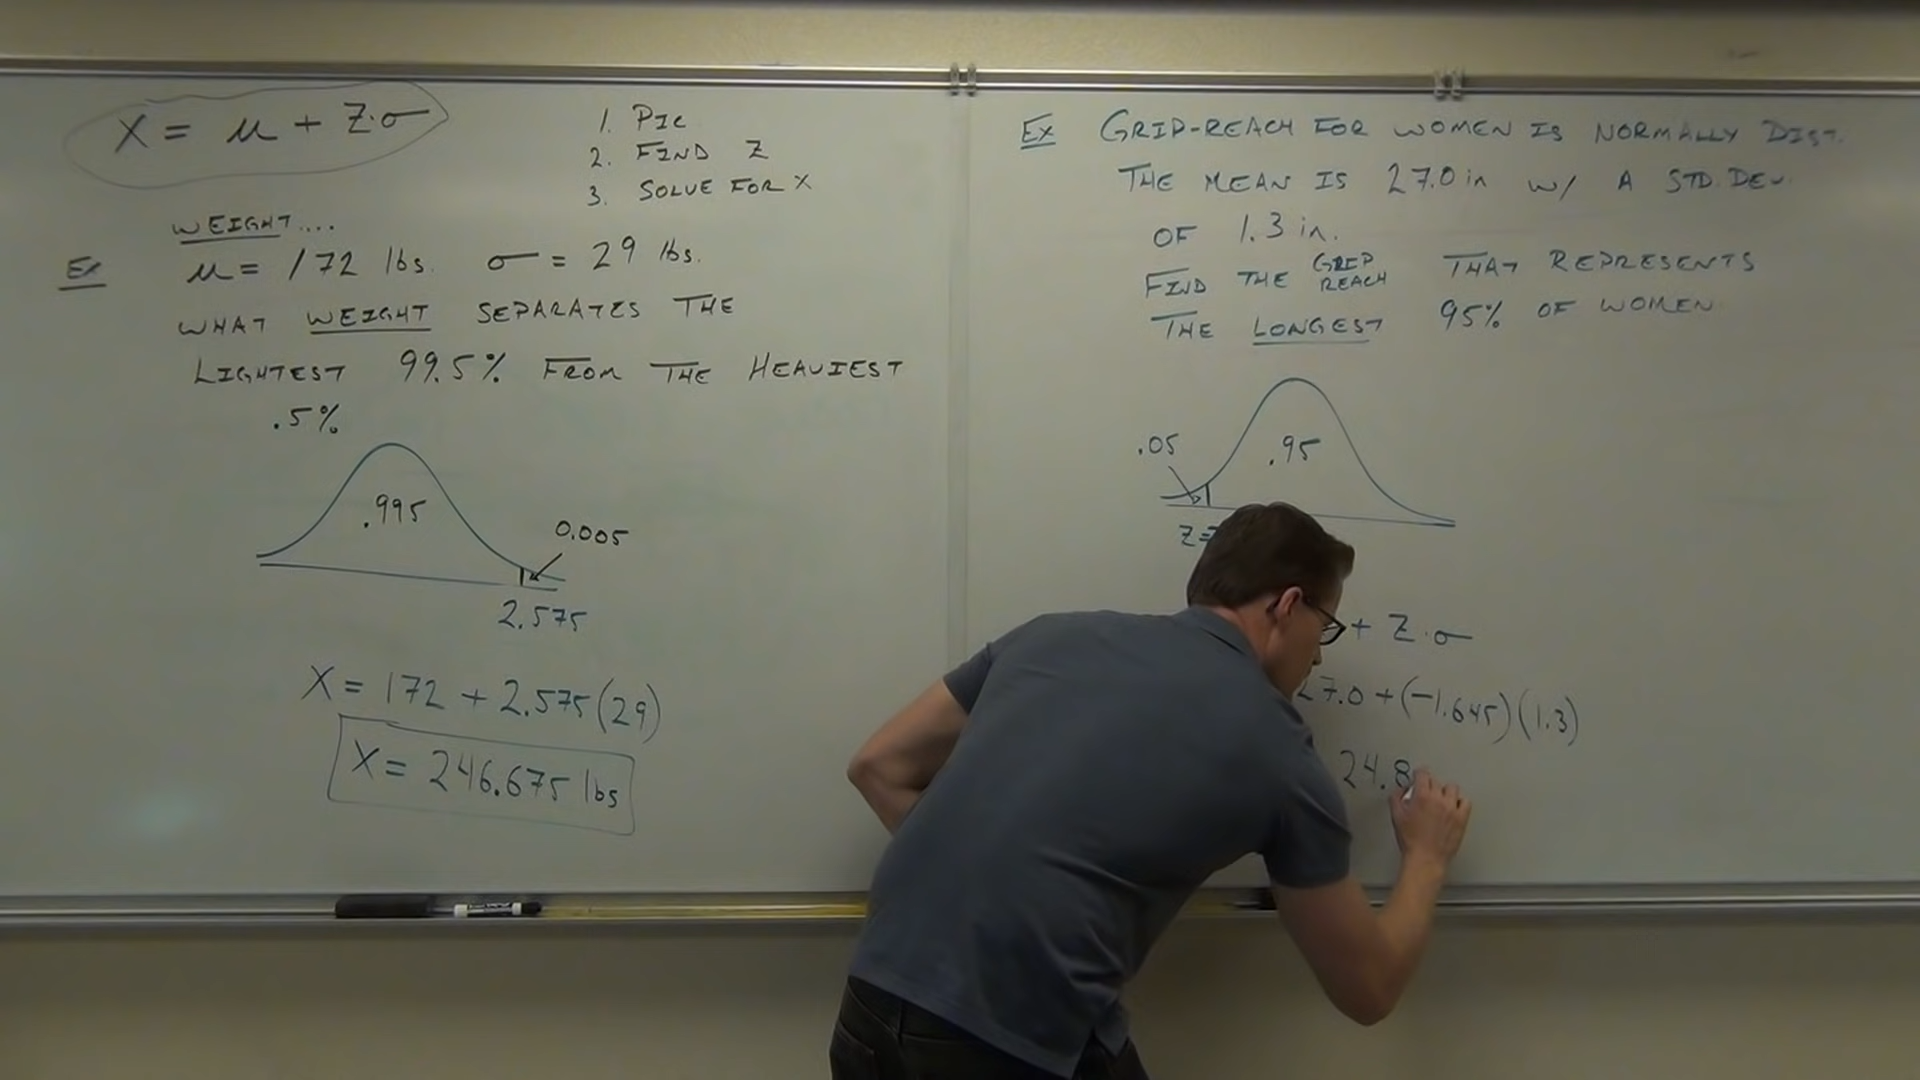 X = μ + Z·σ
1. PIC
2. FIND Z
3. SOLVE FOR X
WEIGHT....
Ex μ = 172 lbs. σ = 29 lbs.
WHAT WEIGHT SEPARATES THE
LIGHTEST 99.5% FROM THE HEAVIEST
.5%
.995
0.005
2.575
X = 172 + 2.575(29)
X = 246.675 lbs
Ex GRIP-REACH FOR WOMEN IS NORMALLY DIST.
THE MEAN IS 27.0 in w/ A STD. DEV.
OF 1.3 in.
FIND THE GRIP REACH THAT REPRESENTS
THE LONGEST 95% OF WOMEN
.05
.95
Z=
+ Z·σ
27.0 + (-1.645)(1.3)
24.8